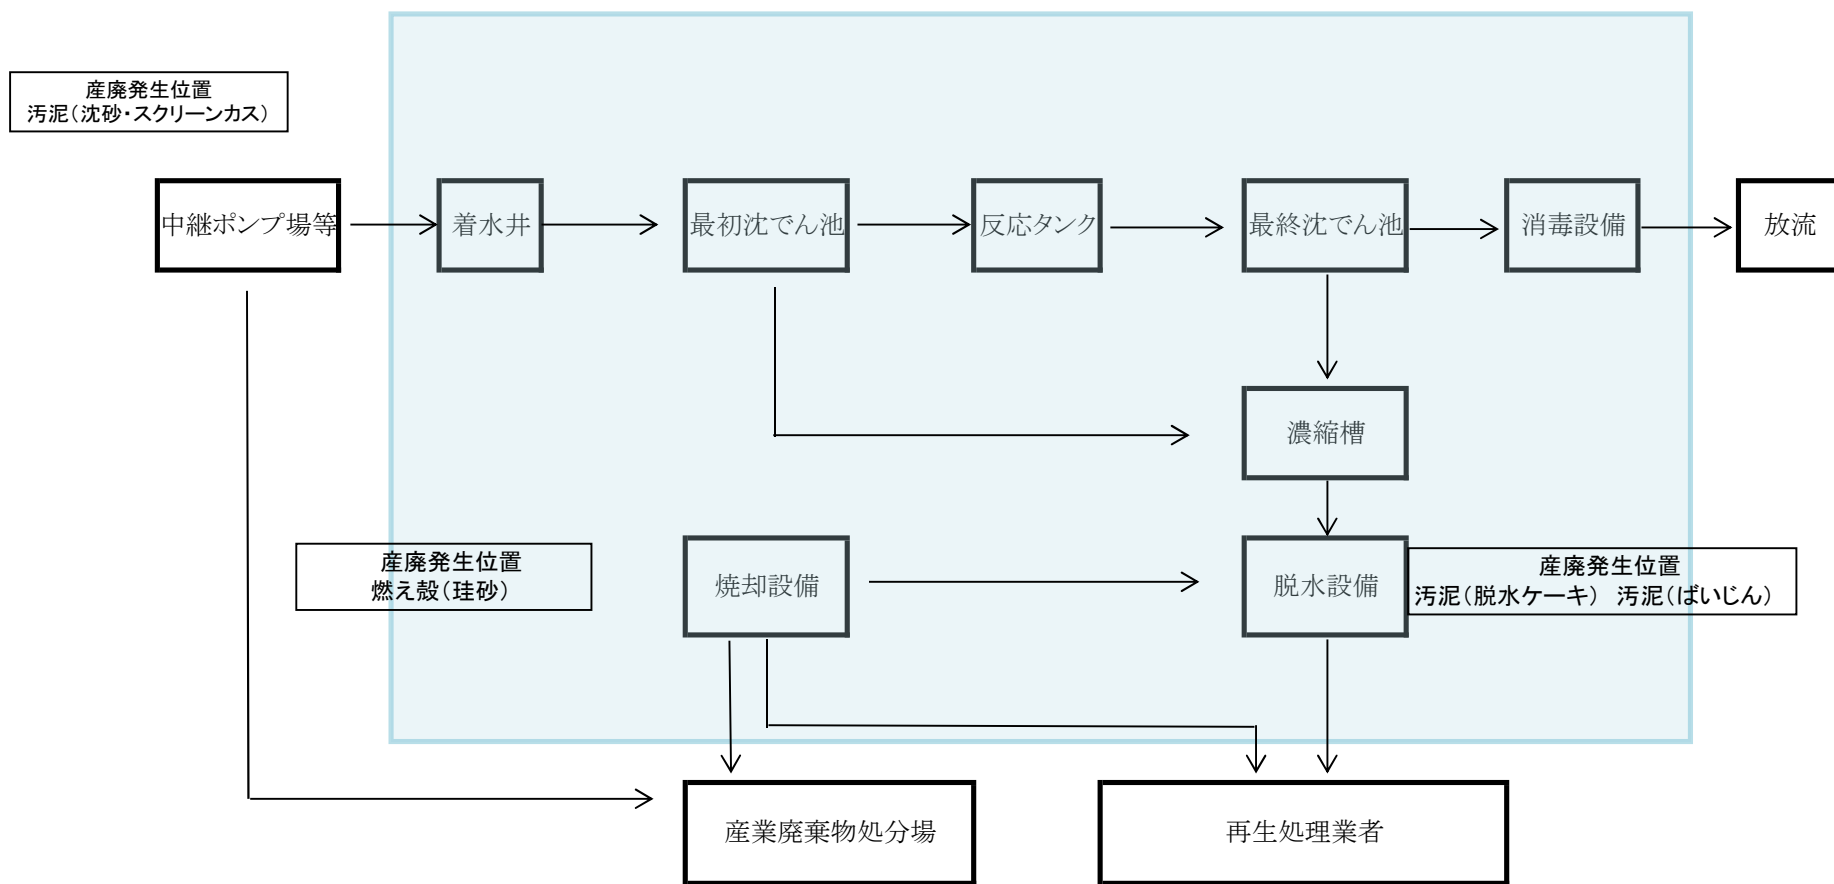 産廃発生位置
汚泥（沈砂・スクリーンカス）
中継ポンプ場等
着水井
最初沈でん池
反応タンク
最終沈でん池
消毒設備
放流
濃縮槽
産廃発生位置
燃え殻（珪砂）
焼却設備
脱水設備
産廃発生位置
汚泥（脱水ケーキ）　汚泥（ばいじん）
産業廃棄物処分場
再生処理業者